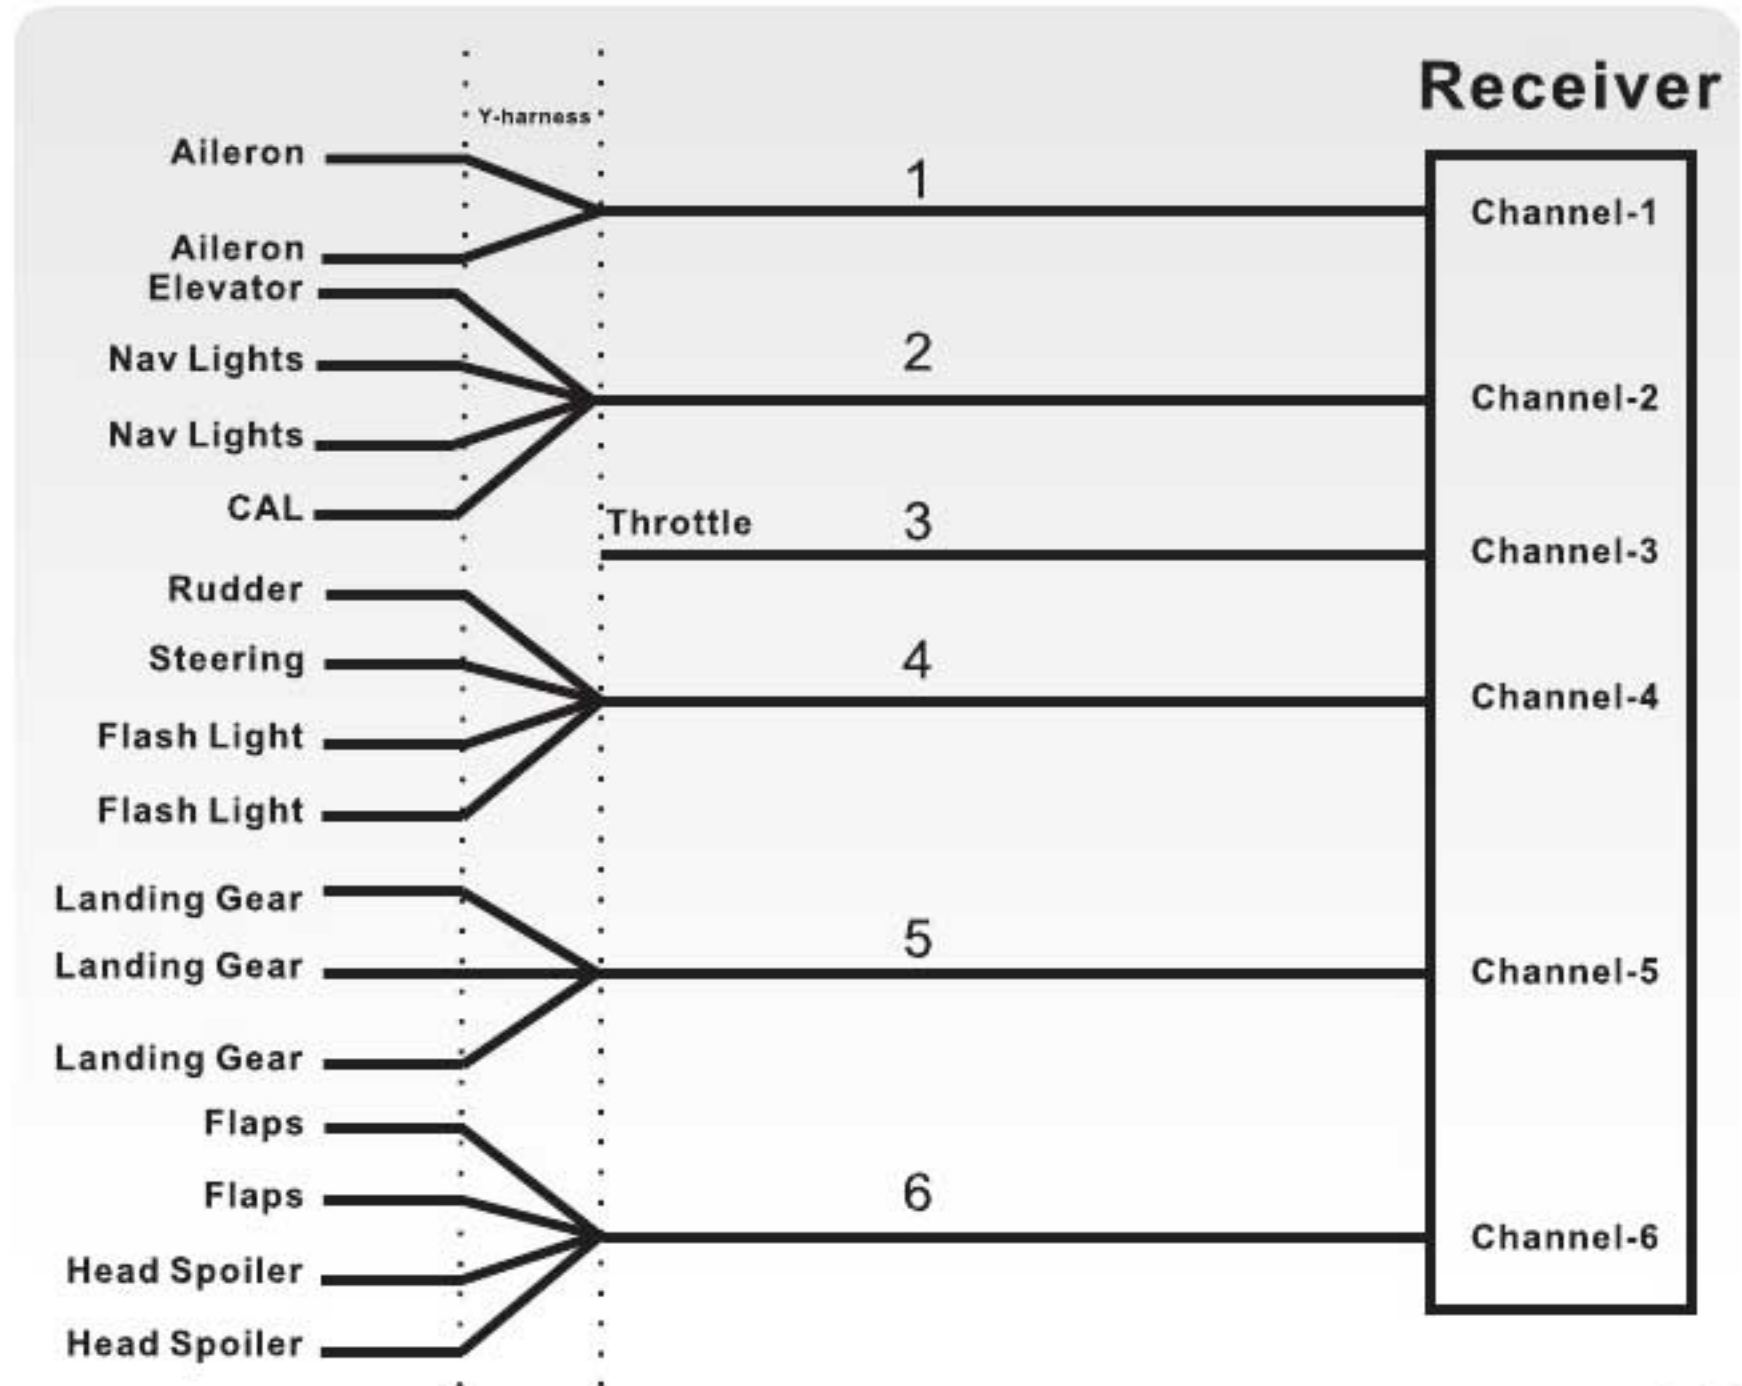 Receiver
Y-harness
Aileron
1
Channel-1
Aileron
Elevator
Nav Lights
2
Channel-2
Nav Lights
CAL
Throttle
3
Channel-3
Rudder
Steering
4
Channel-4
Flash Light
Flash Light
Landing Gear
5
Landing Gear
Channel-5
Landing Gear
Flaps
Flaps
6
Channel-6
Head Spoiler
Head Spoiler